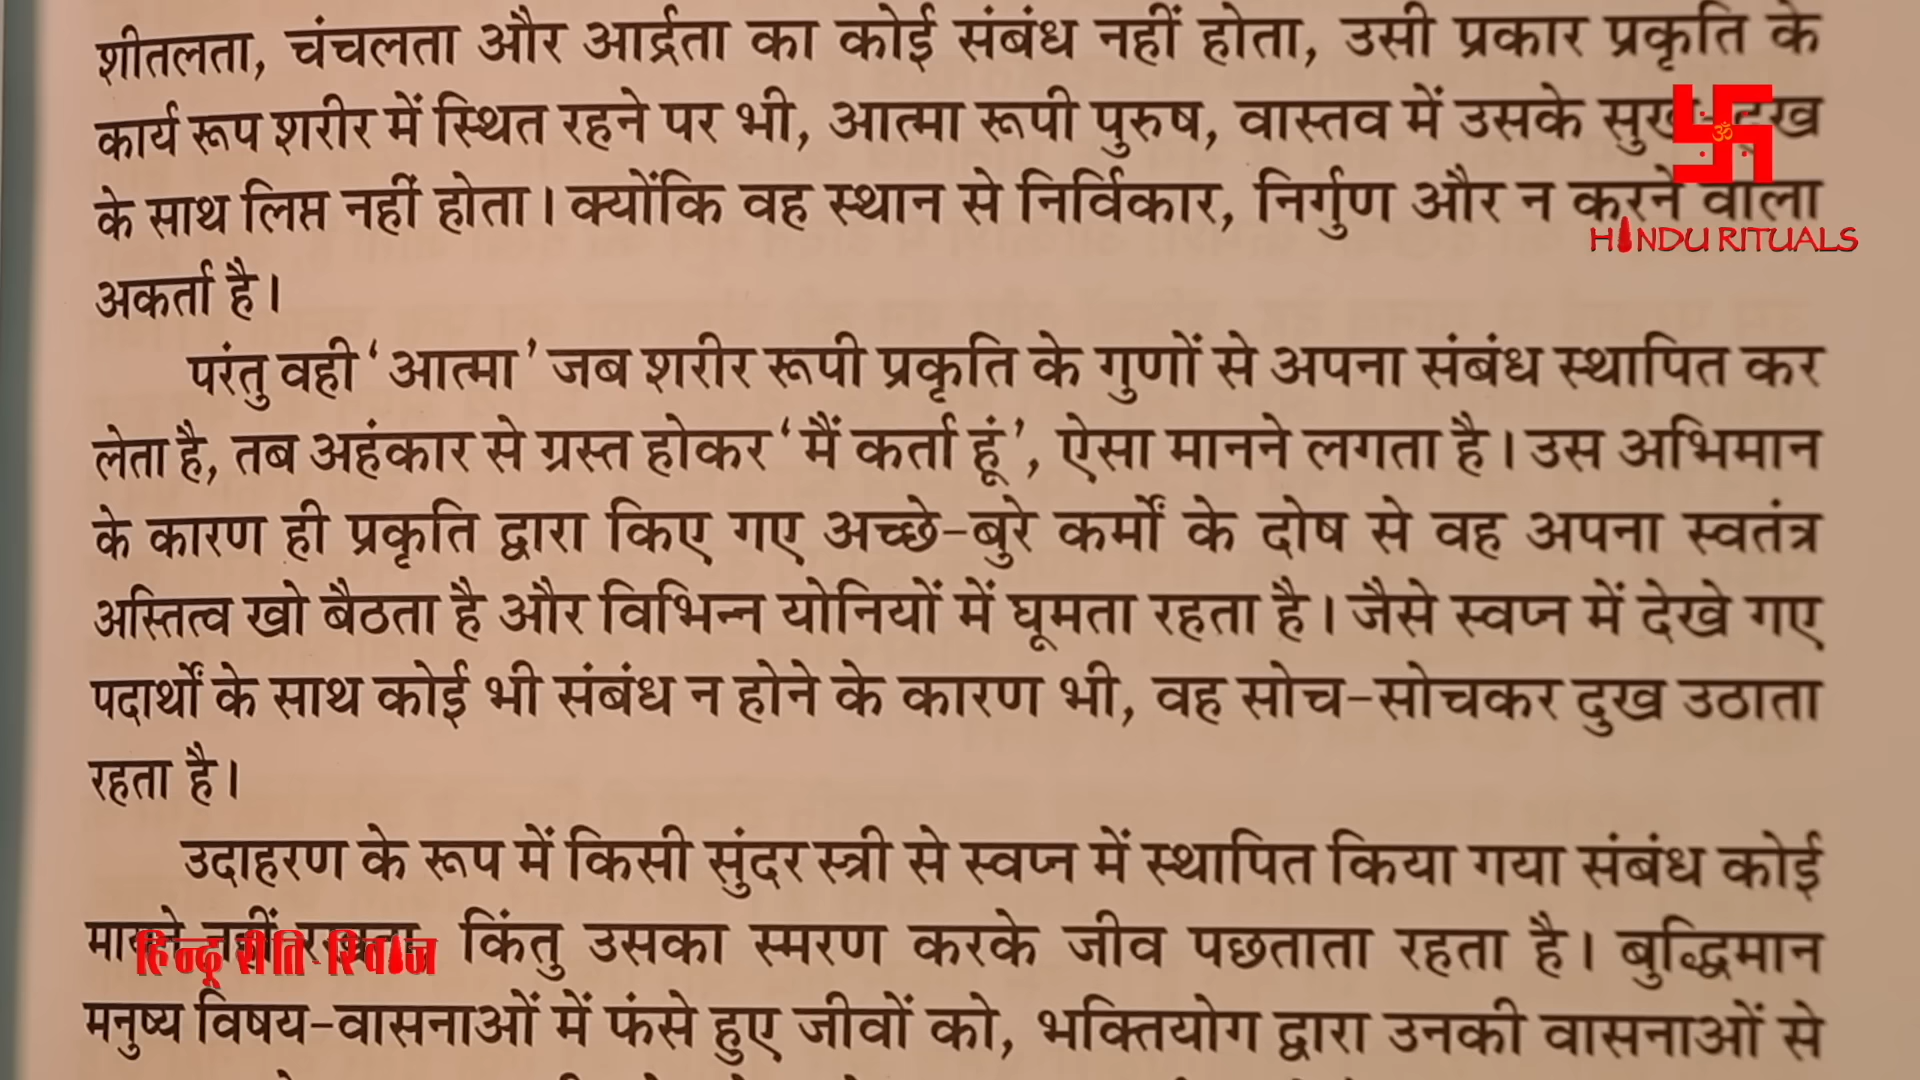 शीतलता, चंचलता और आर्द्रता का कोई संबंध नहीं होता, उसी प्रकार प्रकृति के
कार्य रूप शरीर में स्थित रहने पर भी, आत्मा रूपी पुरुष, वास्तव में उसके
के साथ लिप्त नहीं होता। क्योंकि वह स्थान से निर्विकार, निर्गुण और न करने वाला
HINDU RITUALS
अकर्ता है।
परंतु वही ‘आत्मा’ जब शरीर रूपी प्रकृति के गुणों से अपना संबंध स्थापित कर
लेता है, तब अहंकार से ग्रस्त होकर ‘मैं कर्ता हूं’, ऐसा मानने लगता है। उस अभिमान
के कारण ही प्रकृति द्वारा किए गए अच्छे-बुरे कर्मों के दोष से वह अपना स्वतंत्र
अस्तित्व खो बैठता है और विभिन्न योनियों में घूमता रहता है। जैसे स्वप्न में देखे गए
पदार्थों के साथ कोई भी संबंध न होने के कारण भी, वह सोच-सोचकर दुख उठाता
रहता है।
उदाहरण के रूप में किसी सुंदर स्त्री से स्वप्न में स्थापित किया गया संबंध कोई
किंतु उसका स्मरण करके जीव पछताता रहता है। बुद्धिमान
हिन्दू रीति-रिवाज
मनुष्य विषय-वासनाओं में फंसे हुए जीवों को, भक्तियोग द्वारा उनकी वासनाओं से